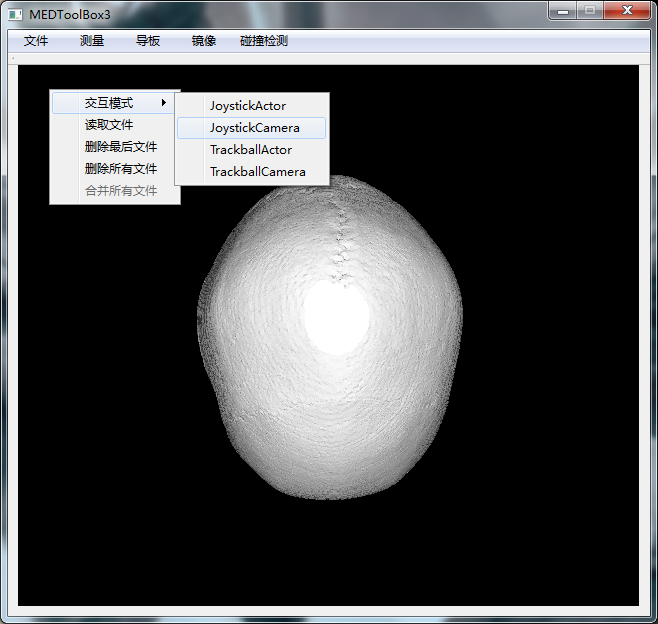 MEDToolBox3
文件 测量 导板 镜像 碰撞检测
交互模式
读取文件
删除最后文件
删除所有文件
合并所有文件
JoystickActor
JoystickCamera
TrackballActor
TrackballCamera